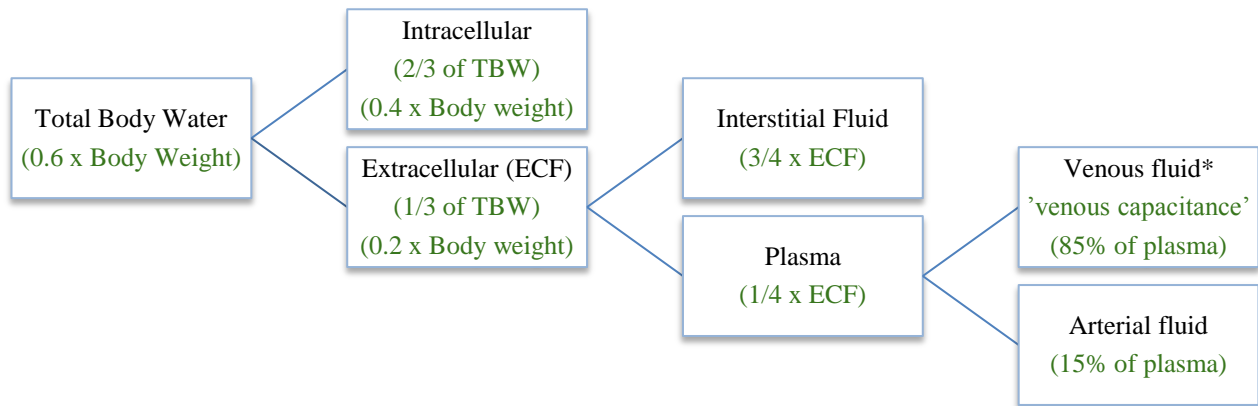 Total Body Water
(0.6 x Body Weight)
Intracellular
(2/3 of TBW)
(0.4 x Body weight)
Extracellular (ECF)
(1/3 of TBW)
(0.2 x Body weight)
Interstitial Fluid
(3/4 x ECF)
Plasma
(1/4 x ECF)
Venous fluid*
’venous capacitance’
(85% of plasma)
Arterial fluid
(15% of plasma)